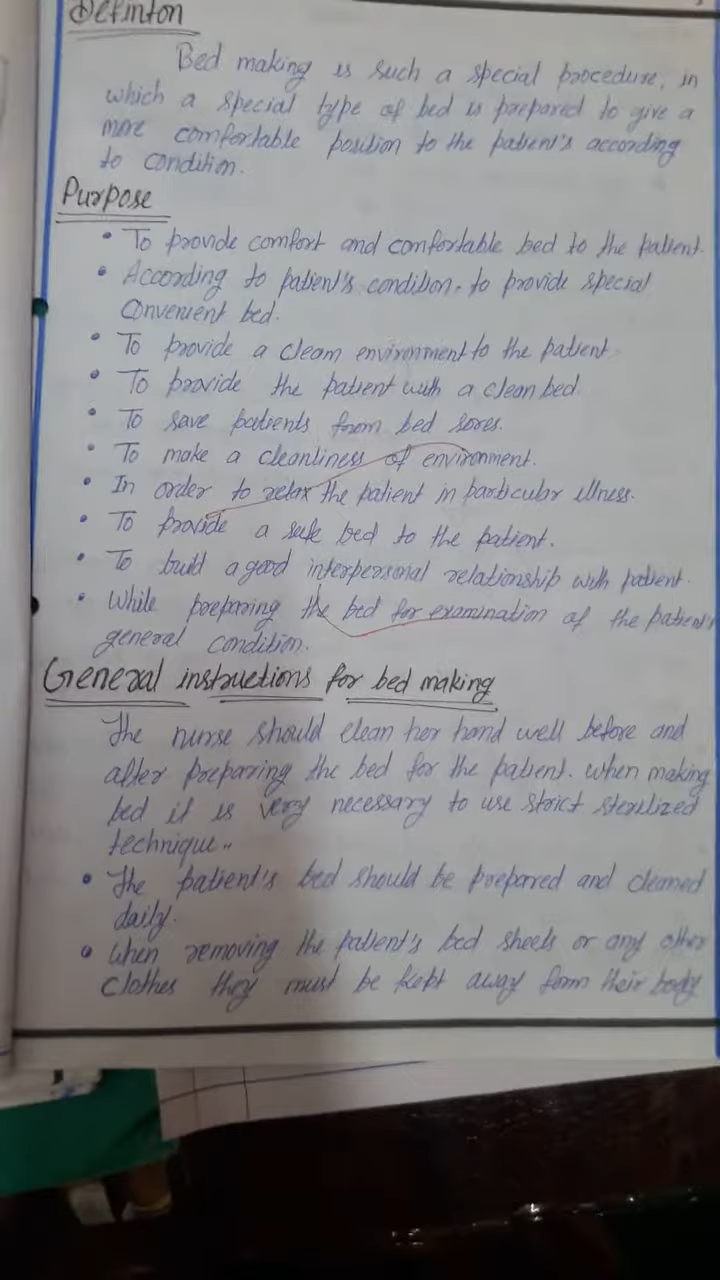 Definton
Bed making is such a special procedure, in
which a special type of bed is prepared to give a
more comfortable position to the patient's according
to condition.
Purpose
• To provide comfort and comfortable bed to the patient.
• According to patient's condition, to provide special
Convenient bed.
• To provide a clean environment to the patient.
• To provide the patient with a clean bed.
• To save patients from bed sores.
• To make a cleanliness of environment.
• In order to relax the patient in particular illness.
• To provide a safe bed to the patient.
• To build a good interpersonal relationship with patient.
• While preparing the bed for examination of the patient's
general condition.
General instructions for bed making
The nurse should clean her hand well before and
after preparing the bed for the patient. when making
bed it is very necessary to use strict sterilized
technique.
• The patient's bed should be prepared and cleaned
daily.
• When removing the patient's bed sheets or any other
clothes they must be kept away form their body